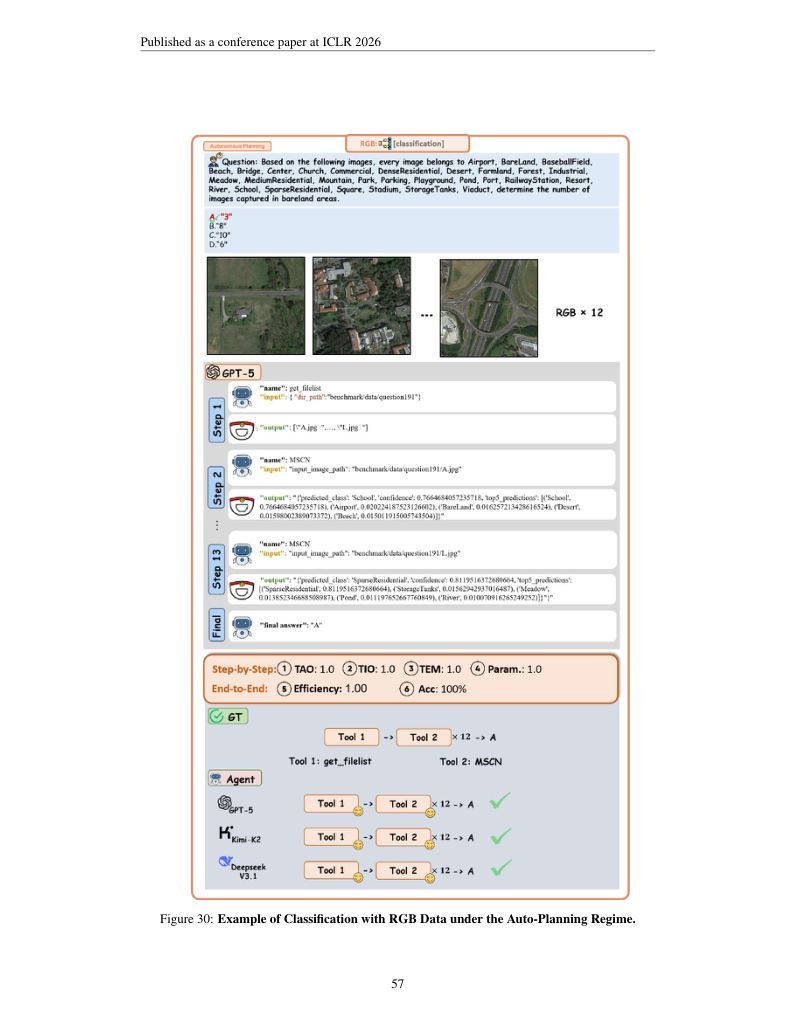 Published as a conference paper at ICLR 2026
Autonomous Planning
RGB: [classification]
Question: Based on the following images, every image belongs to Airport, BareLand, BaseballField,
Beach, Bridge, Center, Church, Commercial, DenseResidential, Desert, Farmland, Forest, Industrial,
Meadow, MediumResidential, Mountain, Park, Parking, Playground, Pond, Port, RailwayStation, Resort,
River, School, SparseResidential, Square, Stadium, StorageTanks, Viaduct, determine the number of
images captured in bareland areas.
A. "3"
B."8"
C."10"
D."6"
... RGB × 12
GPT-5
Step 1
"name": get_filelist
"input": { "dir_path":"benchmark/data/question191"}
"output": [\"A.jpg \",...., \"L.jpg \"]
Step 2
"name": MSCN
"input": "input_image_path": "benchmark/data/question191/A.jpg"
"output": "{'predicted_class': 'School', 'confidence': 0.7664684057235718, 'top5_predictions': [('School',
0.7664684057235718), ('Airport', 0.020224187523126602), ('BareLand', 0.016257213428616524), ('Desert',
0.01598002389073372), ('Beach', 0.015011915005743504)]}"
⋮
Step 13
"name": MSCN
"input": "input_image_path": "benchmark/data/question191/L.jpg"
"output": "{'predicted_class': 'SparseResidential', 'confidence': 0.8119516372680664, 'top5_predictions':
[('SparseResidential', 0.8119516372680664), ('StorageTanks', 0.01562942937016487), ('Meadow',
0.013852346688508987), ('Pond', 0.011197652667760849), ('River', 0.010070916265249252)]}"}"
Final
"final answer": "A"
Step-by-Step: 1 TAO: 1.0 2 TIO: 1.0 3 TEM: 1.0 4 Param.: 1.0
End-to-End: 5 Efficiency: 1.00 6 Acc: 100%
GT
Tool 1 -> Tool 2 × 12 -> A
Tool 1: get_filelist Tool 2: MSCN
Agent
GPT-5 Tool 1 -> Tool 2 × 12 -> A
Kimi-K2 Tool 1 -> Tool 2 × 12 -> A
Deepseek V3.1 Tool 1 -> Tool 2 × 12 -> A
Figure 30: Example of Classification with RGB Data under the Auto-Planning Regime.
57